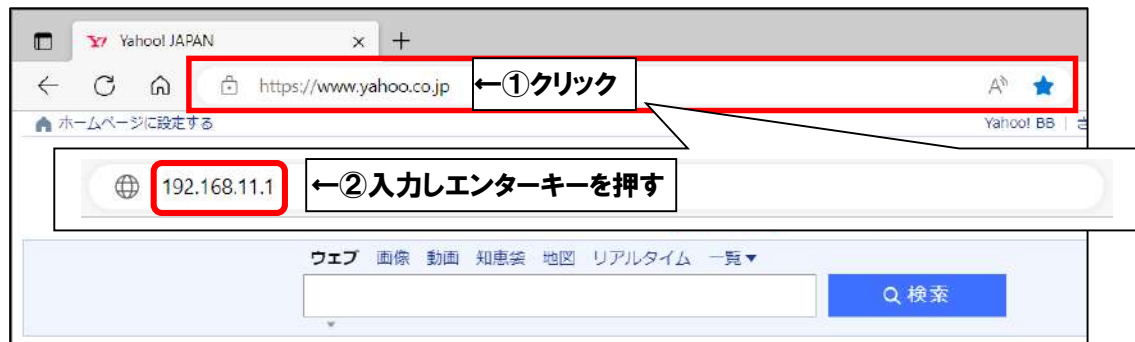 Yahoo! JAPAN
https://www.yahoo.co.jp ←①クリック
ホームページに設定する Yahoo! BB
192.168.11.1 ←②入力しエンターキーを押す
ウェブ 画像 動画 知恵袋 地図 リアルタイム 一覧▼
検索